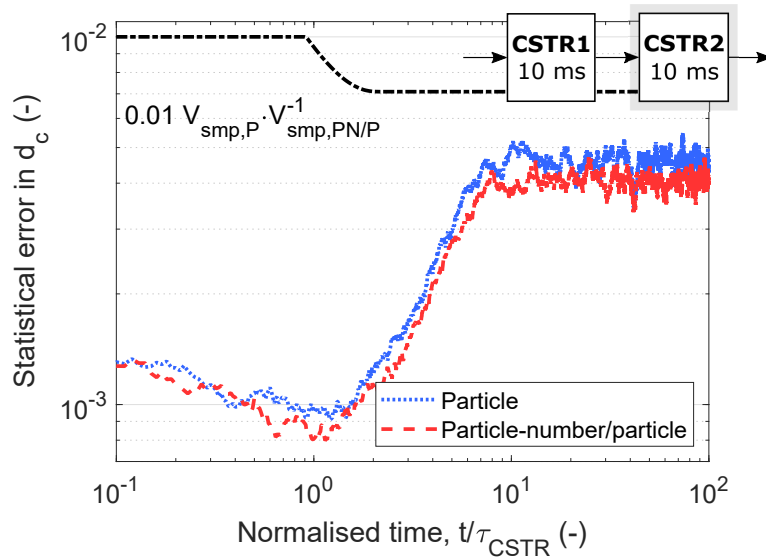 10^-2
CSTR1
10 ms
CSTR2
10 ms
0.01 V_smp,P·V^-1_smp,PN/P
Statistical error in d_c (-)
10^-3
Particle
Particle-number/particle
10^-1
10^0
10^1
10^2
Normalised time, t/τ_CSTR (-)